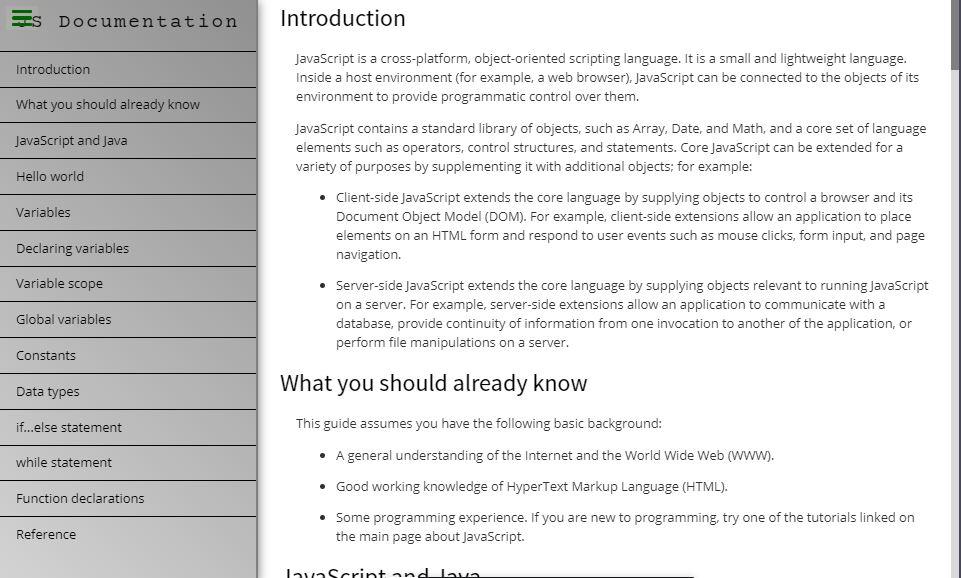 JS Documentation
Introduction
What you should already know
JavaScript and Java
Hello world
Variables
Declaring variables
Variable scope
Global variables
Constants
Data types
if...else statement
while statement
Function declarations
Reference
Introduction
JavaScript is a cross-platform, object-oriented scripting language. It is a small and lightweight language.
Inside a host environment (for example, a web browser), JavaScript can be connected to the objects of its
environment to provide programmatic control over them.
JavaScript contains a standard library of objects, such as Array, Date, and Math, and a core set of language
elements such as operators, control structures, and statements. Core JavaScript can be extended for a
variety of purposes by supplementing it with additional objects; for example:
• Client-side JavaScript extends the core language by supplying objects to control a browser and its
Document Object Model (DOM). For example, client-side extensions allow an application to place
elements on an HTML form and respond to user events such as mouse clicks, form input, and page
navigation.
• Server-side JavaScript extends the core language by supplying objects relevant to running JavaScript
on a server. For example, server-side extensions allow an application to communicate with a
database, provide continuity of information from one invocation to another of the application, or
perform file manipulations on a server.
What you should already know
This guide assumes you have the following basic background:
• A general understanding of the Internet and the World Wide Web (WWW).
• Good working knowledge of HyperText Markup Language (HTML).
• Some programming experience. If you are new to programming, try one of the tutorials linked on
the main page about JavaScript.
JavaScript and Java